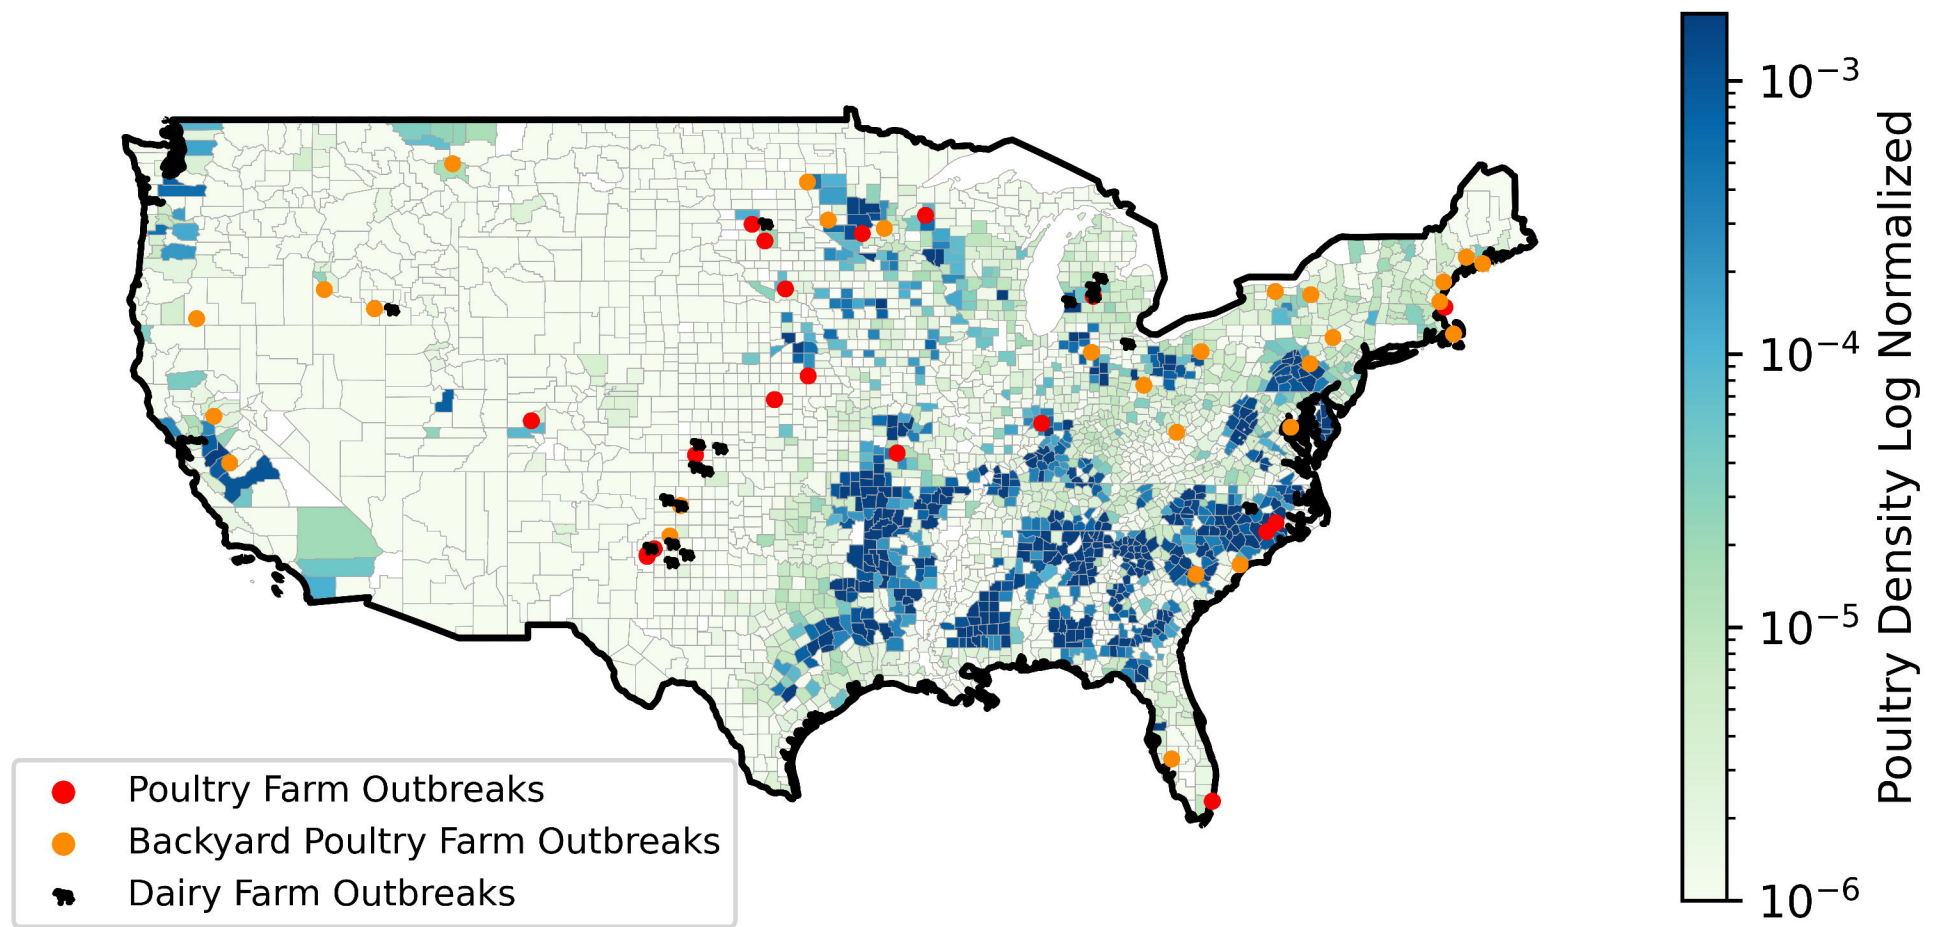 Poultry Farm Outbreaks
Backyard Poultry Farm Outbreaks
Dairy Farm Outbreaks
10⁻³
10⁻⁴
10⁻⁵
10⁻⁶
Poultry Density Log Normalized